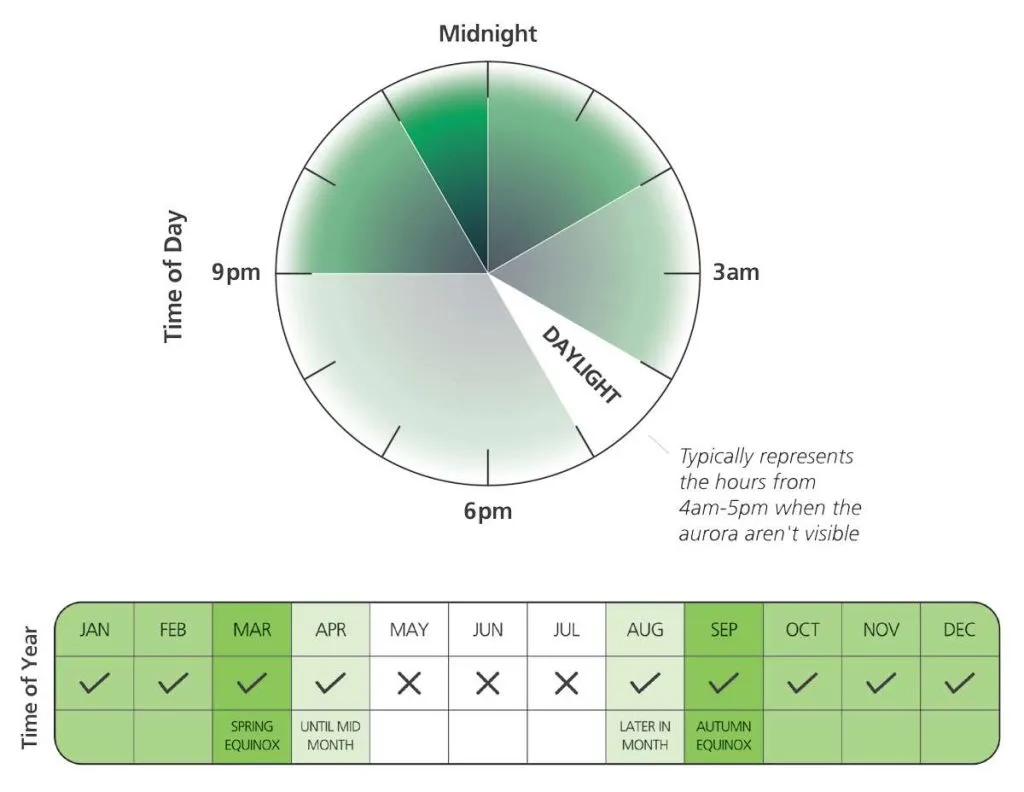 Midnight
Time of Day
9pm
3am
DAYLIGHT
6pm
Typically represents
the hours from
4am-5pm when the
aurora aren't visible
Time of Year
JAN FEB MAR APR MAY JUN JUL AUG SEP OCT NOV DEC
SPRING EQUINOX
UNTIL MID MONTH
LATER IN MONTH
AUTUMN EQUINOX